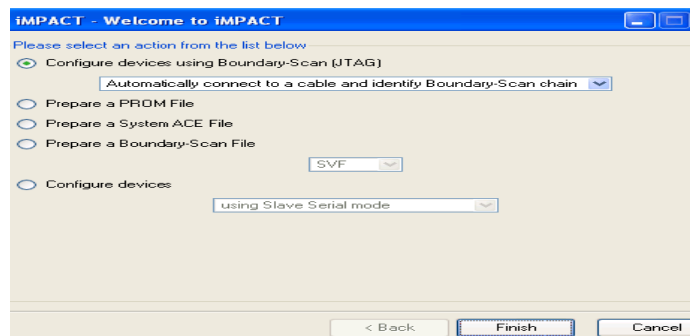 iMPACT - Welcome to iMPACT
Please select an action from the list below
Configure devices using Boundary-Scan (JTAG)
Automatically connect to a cable and identify Boundary-Scan chain
Prepare a PROM File
Prepare a System ACE File
Prepare a Boundary-Scan File
SVF
Configure devices
using Slave Serial mode
< Back Finish Cancel